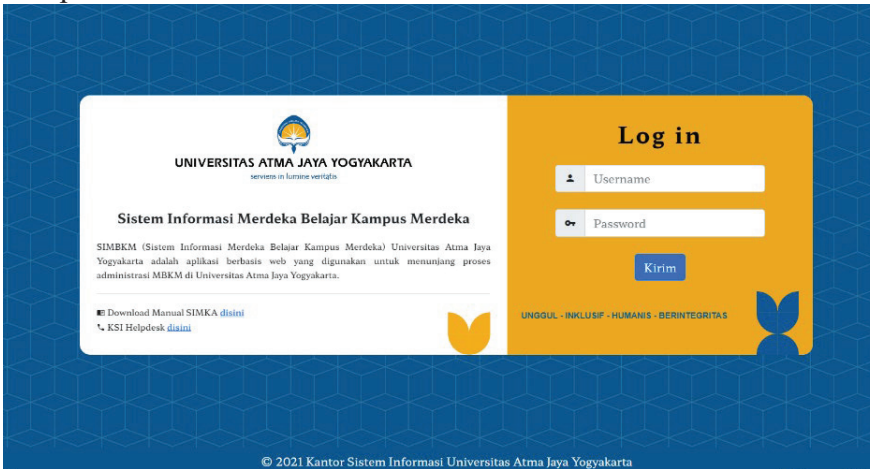 UNIVERSITAS ATMA JAYA YOGYAKARTA
serviens in lumine veritatis
Sistem Informasi Merdeka Belajar Kampus Merdeka
SIMBKM (Sistem Informasi Merdeka Belajar Kampus Merdeka) Universitas Atma Jaya
Yogyakarta adalah aplikasi berbasis web yang digunakan untuk menunjang proses
administrasi MBKM di Universitas Atma Jaya Yogyakarta.
Download Manual SIMKA disini
KSI Helpdesk disini
Log in
Username
Password
Kirim
UNGGUL - INKLUSIF - HUMANIS - BERINTEGRITAS
© 2021 Kantor Sistem Informasi Universitas Atma Jaya Yogyakarta